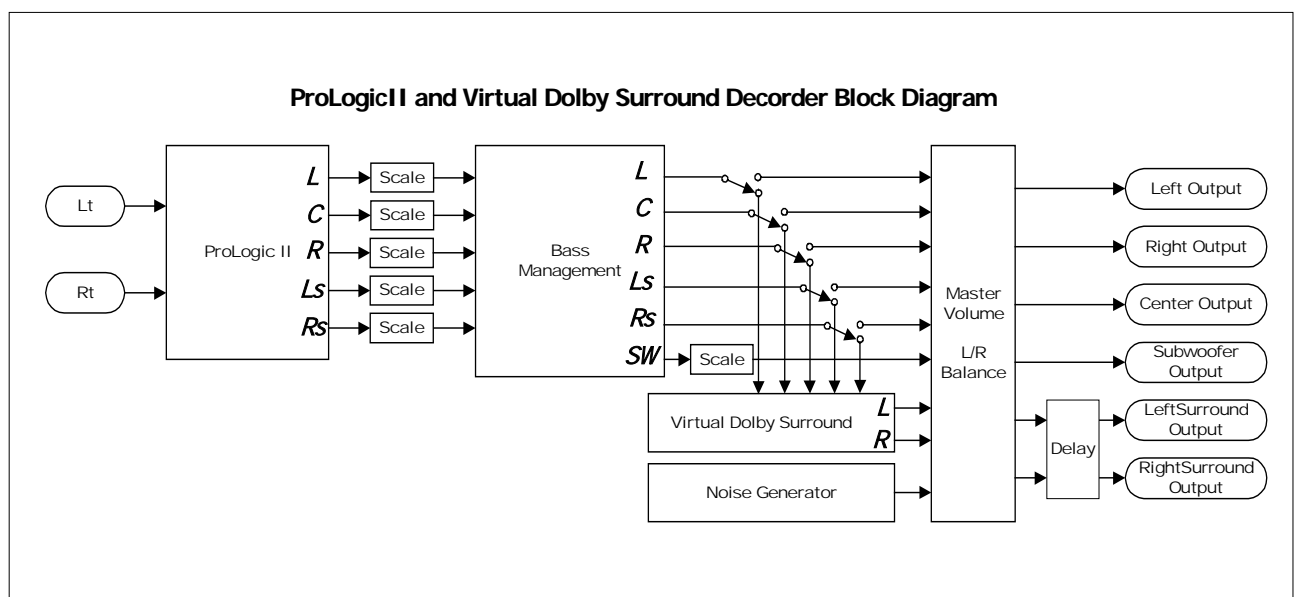 ProLogicII and Virtual Dolby Surround Decorder Block Diagram
Lt
Rt
ProLogic II
L
C
R
Ls
Rs
Scale
Scale
Scale
Scale
Scale
Bass
Management
L
C
R
Ls
Rs
SW
Scale
Virtual Dolby Surround
L
R
Noise Generator
Master
Volume
L/R
Balance
Delay
Left Output
Right Output
Center Output
Subwoofer
Output
LeftSurround
Output
RightSurround
Output